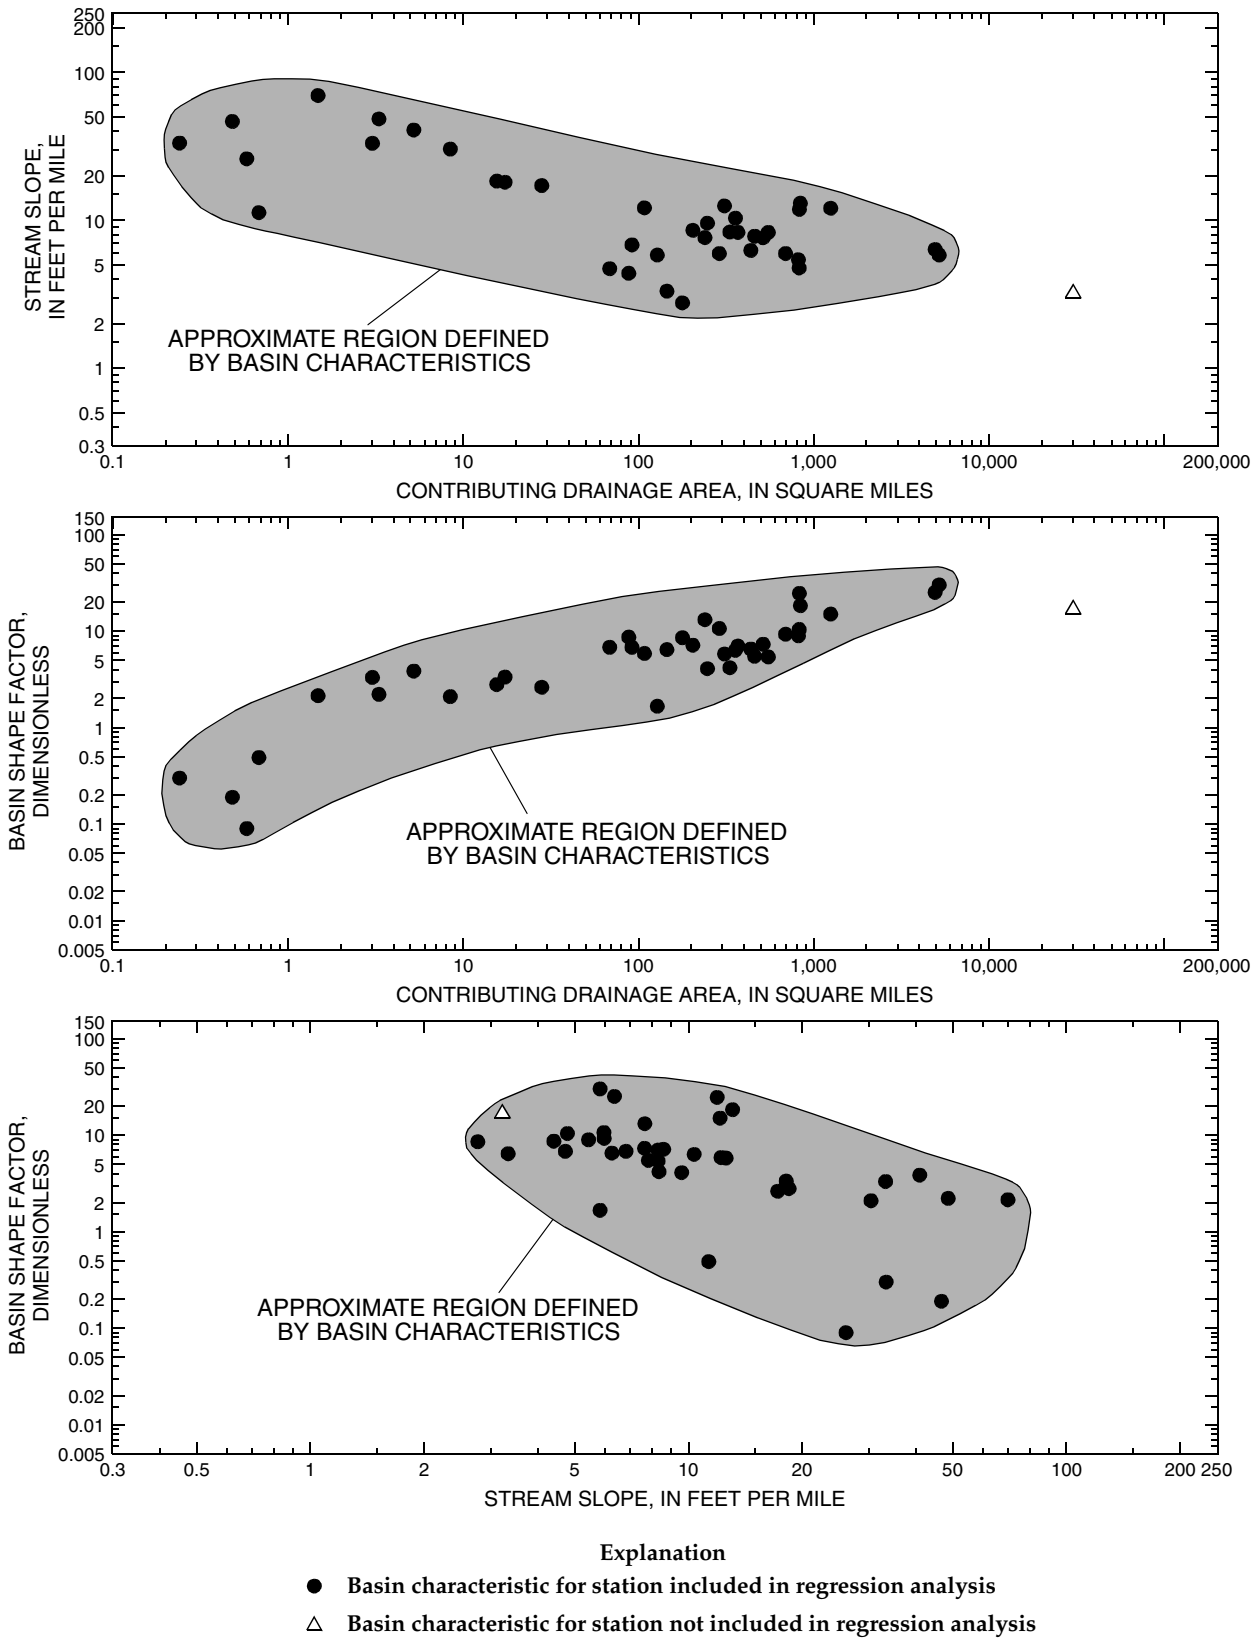 250
200
100
50
20
10
5
2
1
0.5
0.3
STREAM SLOPE,
IN FEET PER MILE
APPROXIMATE REGION DEFINED
BY BASIN CHARACTERISTICS
0.1 1 10 100 1,000 10,000 200,000
CONTRIBUTING DRAINAGE AREA, IN SQUARE MILES
150
100
50
20
10
5
2
1
0.5
0.2
0.1
0.05
0.02
0.01
0.005
BASIN SHAPE FACTOR,
DIMENSIONLESS
APPROXIMATE REGION DEFINED
BY BASIN CHARACTERISTICS
0.1 1 10 100 1,000 10,000 200,000
CONTRIBUTING DRAINAGE AREA, IN SQUARE MILES
150
100
50
20
10
5
2
1
0.5
0.2
0.1
0.05
0.02
0.01
0.005
BASIN SHAPE FACTOR,
DIMENSIONLESS
APPROXIMATE REGION DEFINED
BY BASIN CHARACTERISTICS
0.3 0.5 1 2 5 10 20 50 100 200 250
STREAM SLOPE, IN FEET PER MILE
Explanation
Basin characteristic for station included in regression analysis
Basin characteristic for station not included in regression analysis